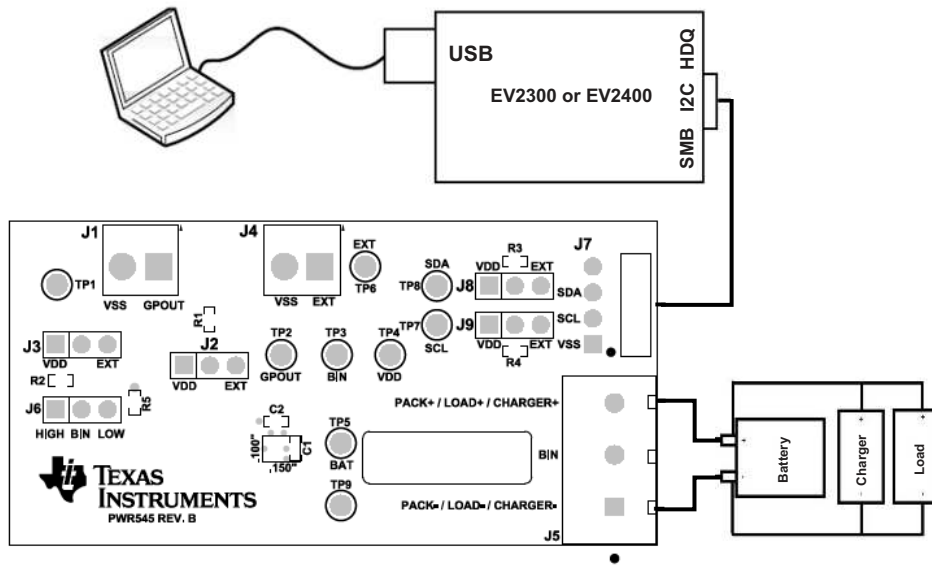 USB
EV2300 or EV2400
HDQ
I2C
SMB
J1
VSS GPOUT
TP1
J4
VSS EXT
EXT
TP6
SDA
TP8
TP7
SCL
R3
VDD EXT
J8
J9
VDD EXT
R4
J7
SDA
SCL
VSS
R1
J3
VDD EXT
R2
J6
HIGH BIN LOW
R5
J2
VDD EXT
TP2
GPOUT
TP3
BIN
TP4
VDD
C2
C1
.100"
.150"
TP5
BAT
TP9
PACK+ / LOAD+ / CHARGER+
BIN
PACK- / LOAD- / CHARGER-
J5
TEXAS
INSTRUMENTS
PWR545 REV. B
+
-
Battery
+
-
Charger
+
-
Load